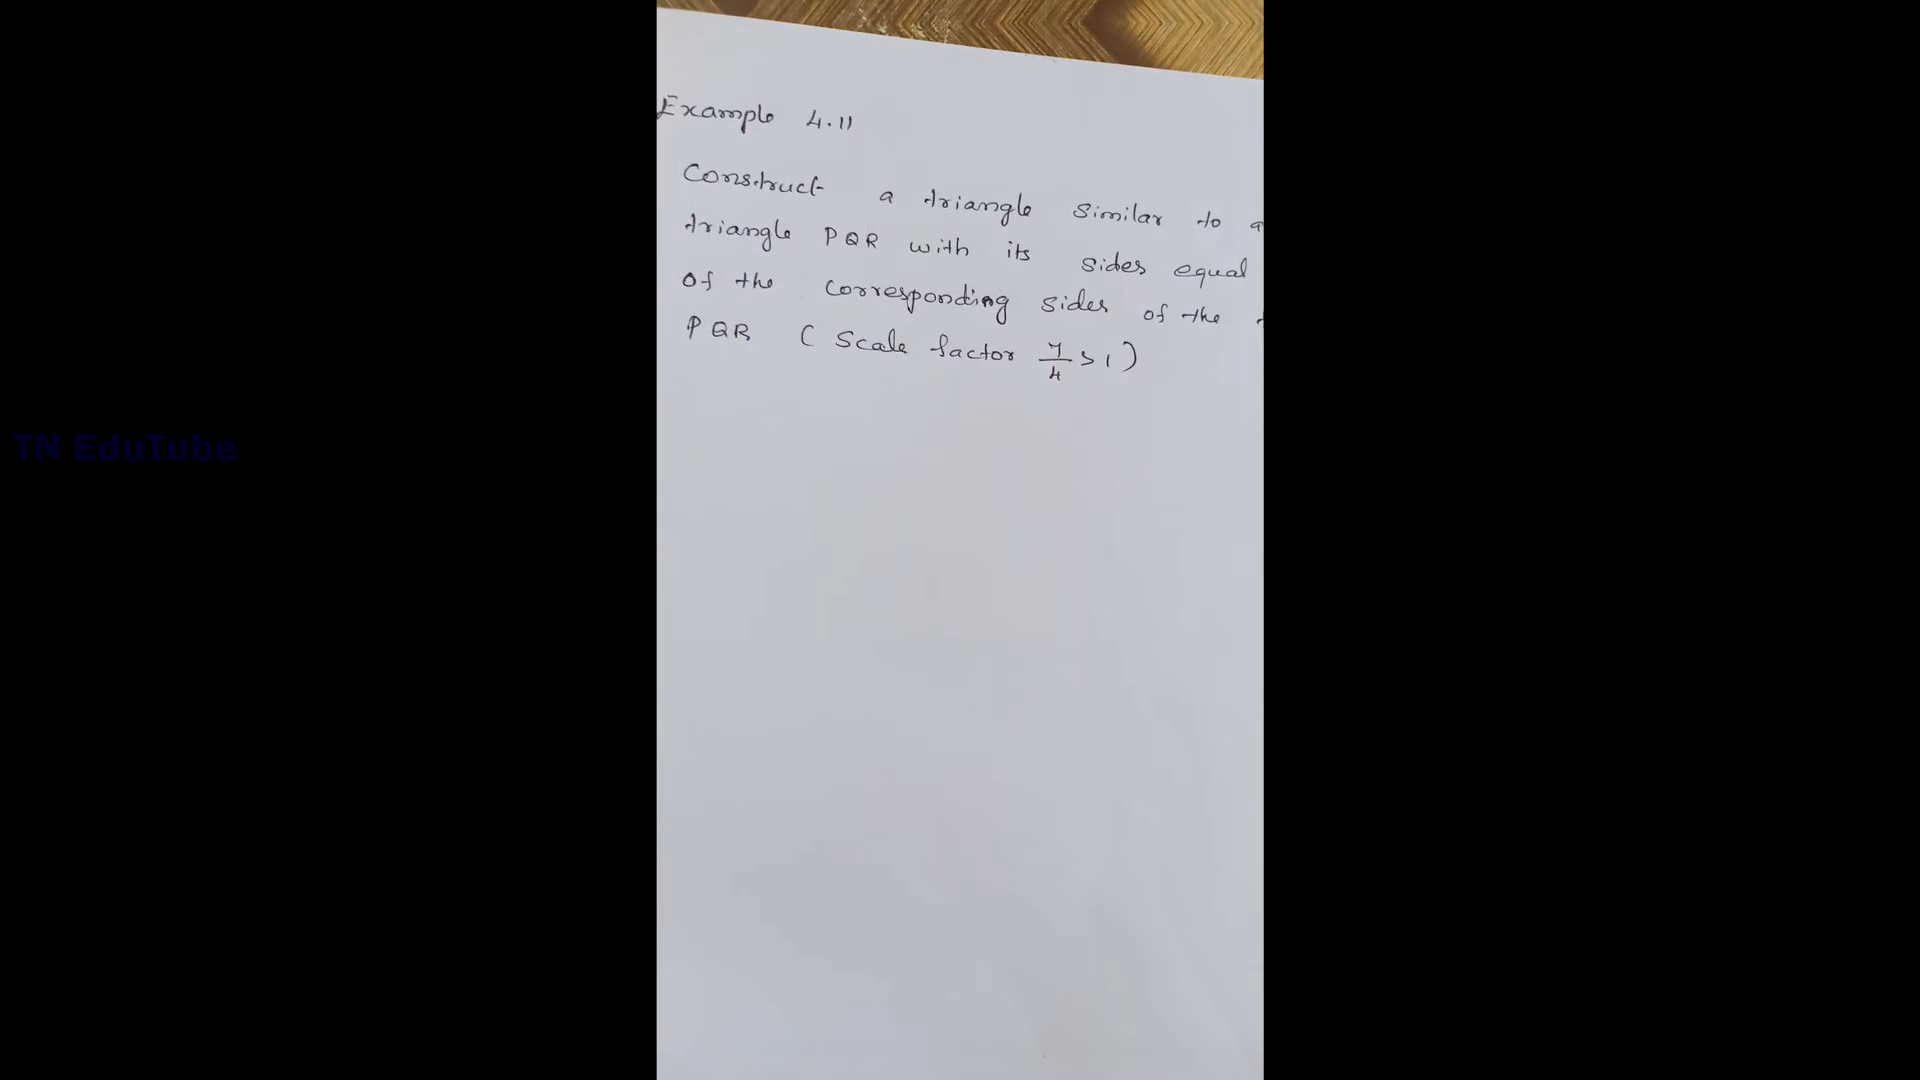 Example 4.11
Construct a triangle similar to a
triangle PQR with its sides equal
of the corresponding sides of the
PQR ( Scale factor 7/4 > 1 )
TN EduTube